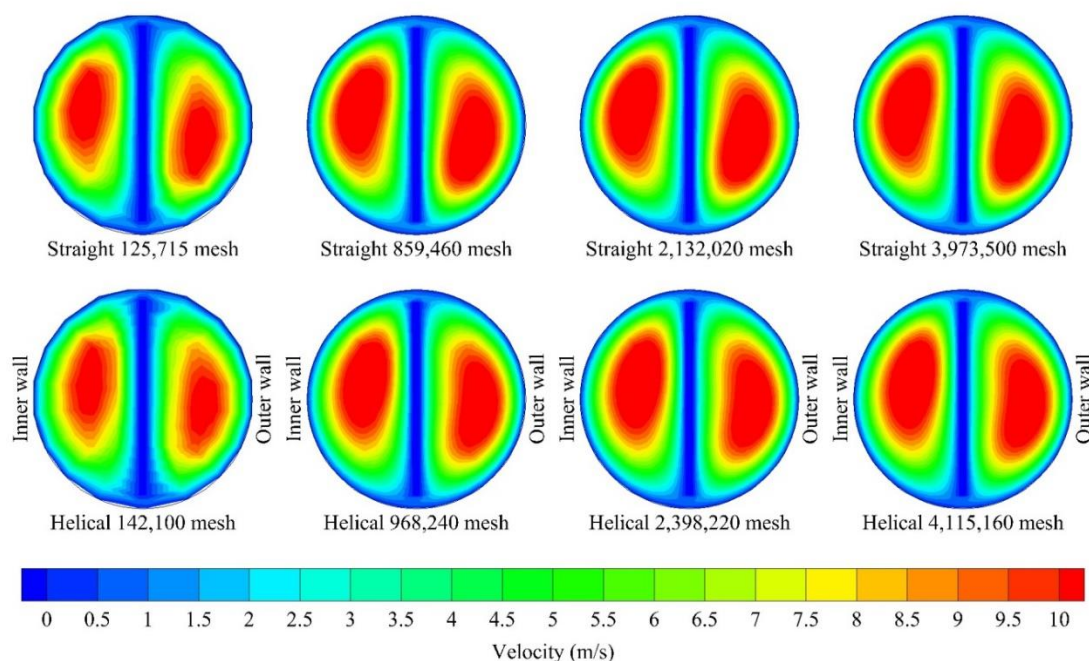 Straight 125,715 mesh
Straight 859,460 mesh
Straight 2,132,020 mesh
Straight 3,973,500 mesh
Inner wall
Outer wall
Inner wall
Outer wall
Inner wall
Outer wall
Inner wall
Outer wall
Helical 142,100 mesh
Helical 968,240 mesh
Helical 2,398,220 mesh
Helical 4,115,160 mesh
0 0.5 1 1.5 2 2.5 3 3.5 4 4.5 5 5.5 6 6.5 7 7.5 8 8.5 9 9.5 10
Velocity (m/s)